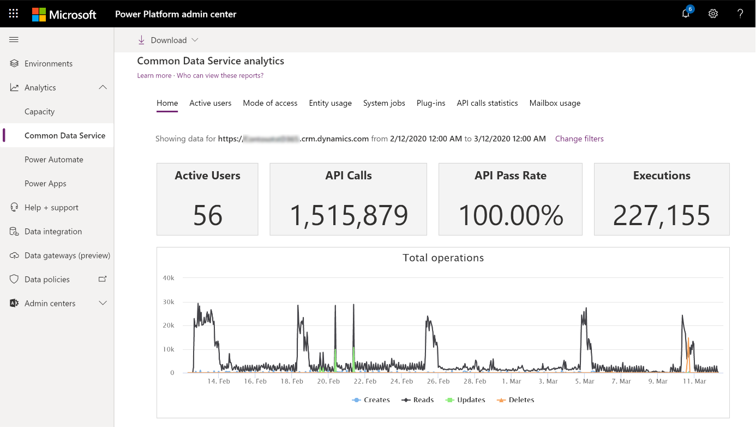 Microsoft Power Platform admin center 6 ?
Download
Common Data Service analytics
Learn more - Who can view these reports?
Environments
Analytics
Capacity
Common Data Service
Power Automate
Power Apps
Help + support
Data integration
Data gateways (preview)
Data policies
Admin centers
Home Active users Mode of access Entity usage System jobs Plug-ins API calls statistics Mailbox usage
Showing data for https:// .crm.dynamics.com from 2/12/2020 12:00 AM to 3/12/2020 12:00 AM Change filters
Active Users
56
API Calls
1,515,879
API Pass Rate
100.00%
Executions
227,155
Total operations
40k
30k
20k
10k
0
14. Feb 16. Feb 18. Feb 20. Feb 22. Feb 24. Feb 26. Feb 28. Feb 1. Mar 3. Mar 5. Mar 7. Mar 9. Mar 11. Mar
Creates Reads Updates Deletes